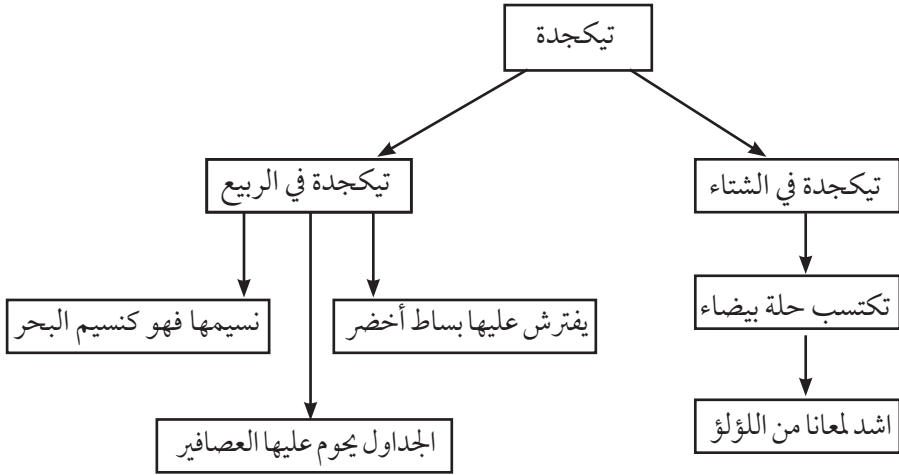 تيكجدة
تيكجدة في الشتاء
تيكجدة في الربيع
تكتسب حلة بيضاء
يفترش عليها بساط أخضر
نسيمها فهو كنسيم البحر
اشد لمعانا من اللؤلؤ
الجداول يحوم عليها العصافير